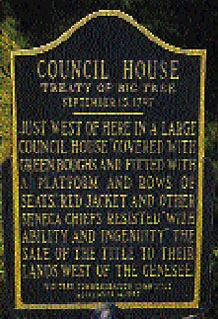 COUNCIL HOUSE
TREATY OF BIG TREE
SEPTEMBER 15, 1797
JUST WEST OF HERE IN A LARGE
COUNCIL HOUSE "COVERED WITH
GREEN BOUGHS AND FITTED WITH
A PLATFORM AND ROWS OF
SEATS, RED JACKET AND OTHER
SENECA CHIEFS RESISTED "WITH
ABILITY AND INGENUITY" THE
SALE OF THE TITLE TO THEIR
LANDS WEST OF THE GENESEE.